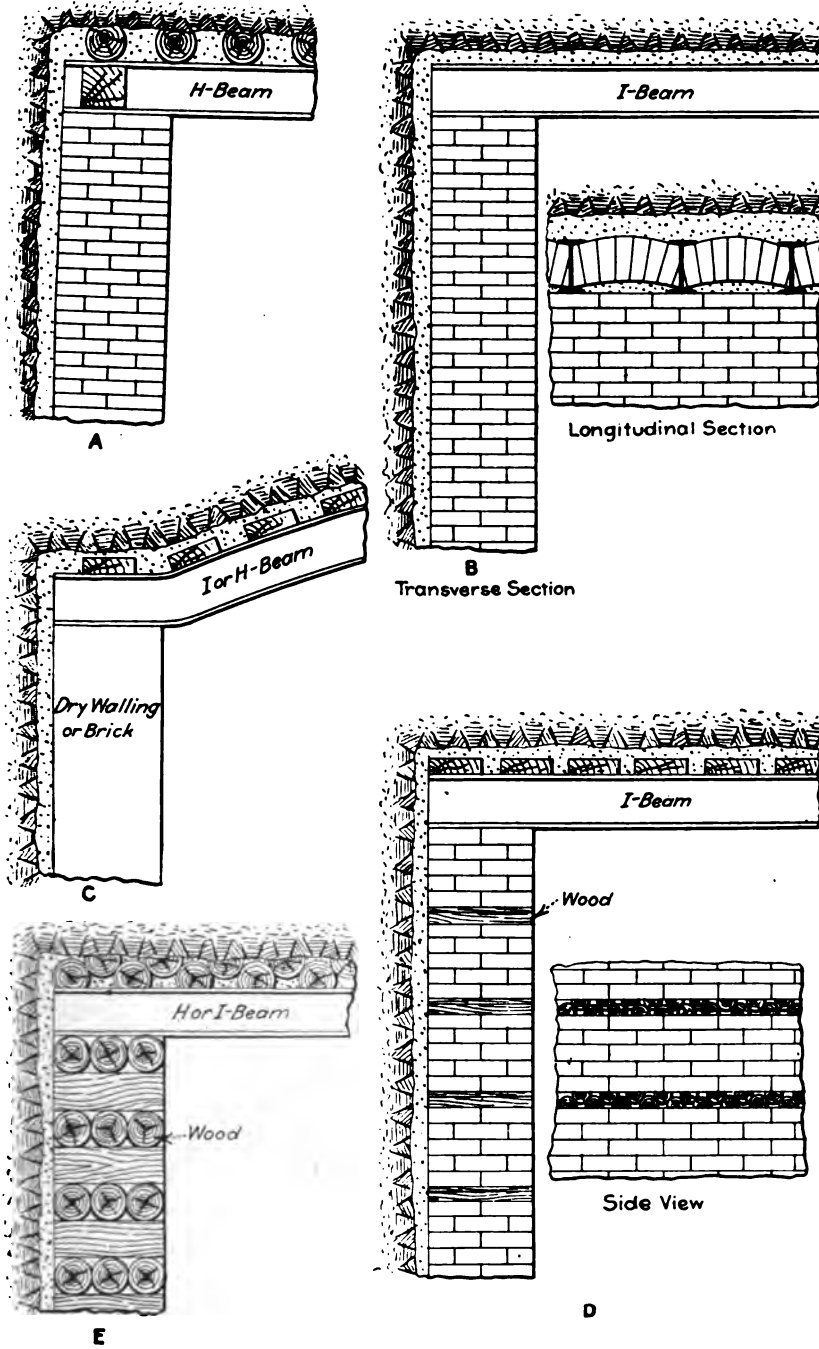 H-Beam
A
I-Beam
Longitudinal Section
B
Transverse Section
I or H-Beam
Dry Walling
or Brick
C
I-Beam
Wood
Side View
D
H or I-Beam
Wood
E